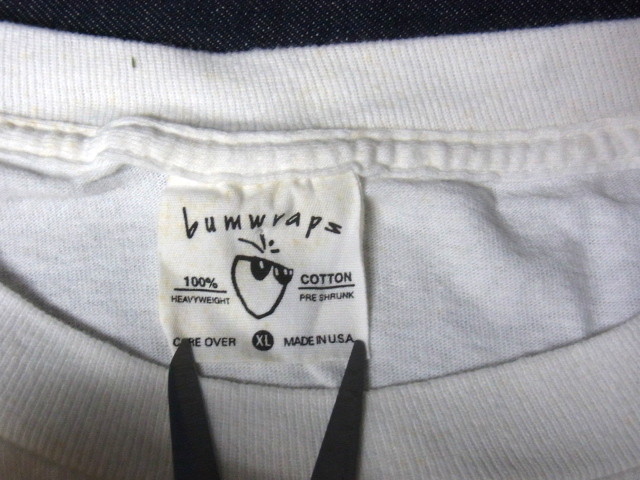 bumwraps
100% COTTON
HEAVYWEIGHT PRE SHRUNK
CARE OVER XL MADE IN U.S.A.